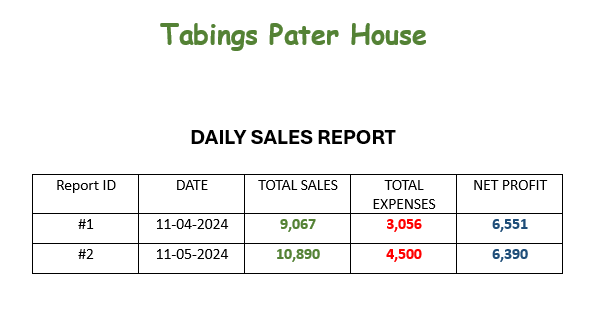 Tabings Pater House
DAILY SALES REPORT
Report ID DATE TOTAL SALES TOTAL EXPENSES NET PROFIT
#1 11-04-2024 9,067 3,056 6,551
#2 11-05-2024 10,890 4,500 6,390